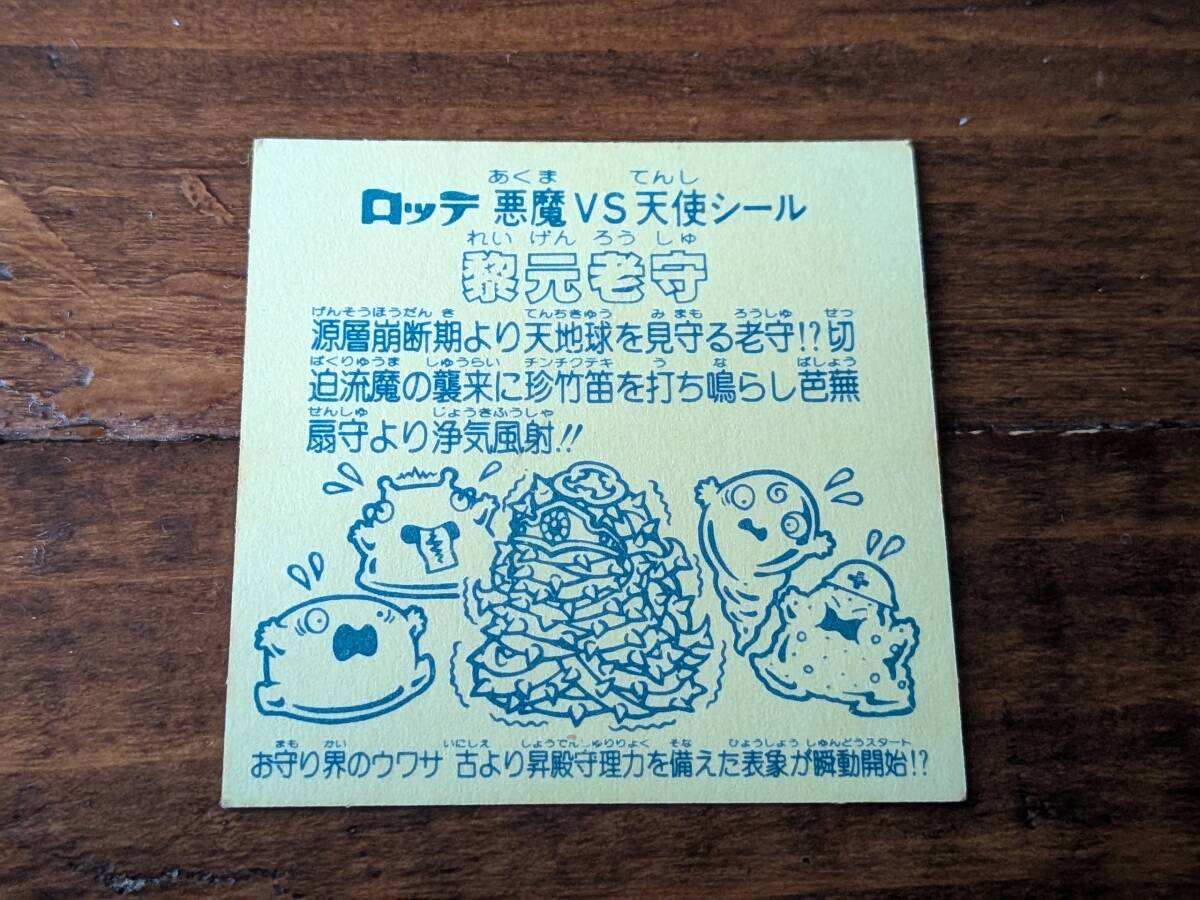 あくま てんし
ロッテ 悪魔VS天使シール
れい げん ろう しゅ
黎元老守
げんそうほうだん き てんちきゅう み まも ろうしゅ せっ
源層崩断期より天地球を見守る老守!?切
ぱくりゅうま しゅうらい チンチクテキ う な ばしょう
迫流魔の襲来に珍竹笛を打ち鳴らし芭蕪
せんしゅ じょうきふうしゃ
扇守より浄気風射!!
まも かい いにしえ しょうでんしゅりりょく そな ひょうしょう しゅんどうスタート
お守り界のウワサ 古より昇殿守理力を備えた表象が瞬動開始!?